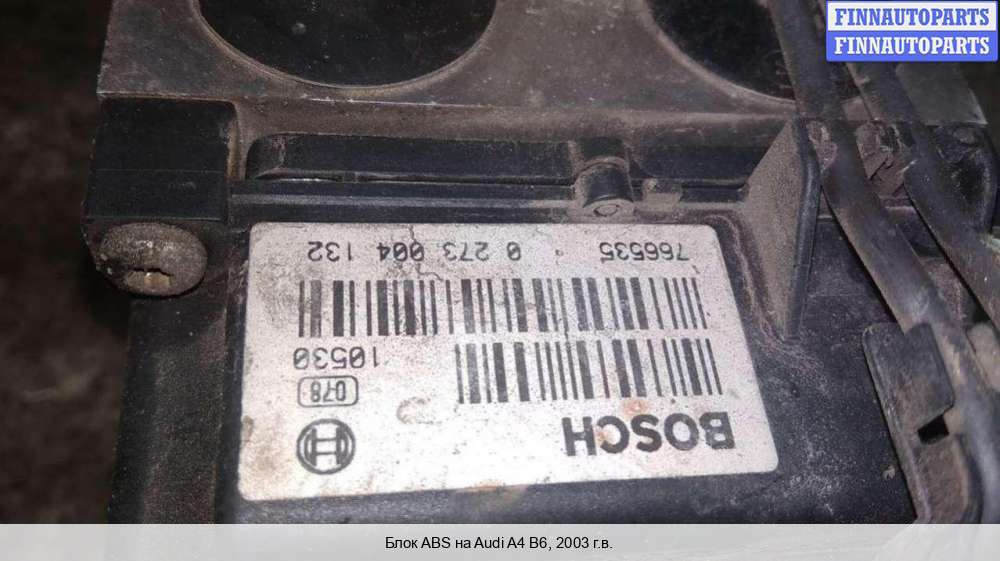 FINNAUTOPARTS
FINNAUTOPARTS
BOSCH
078
10530
766535 0 273 004 132
Блок ABS на Audi A4 B6, 2003 г.в.